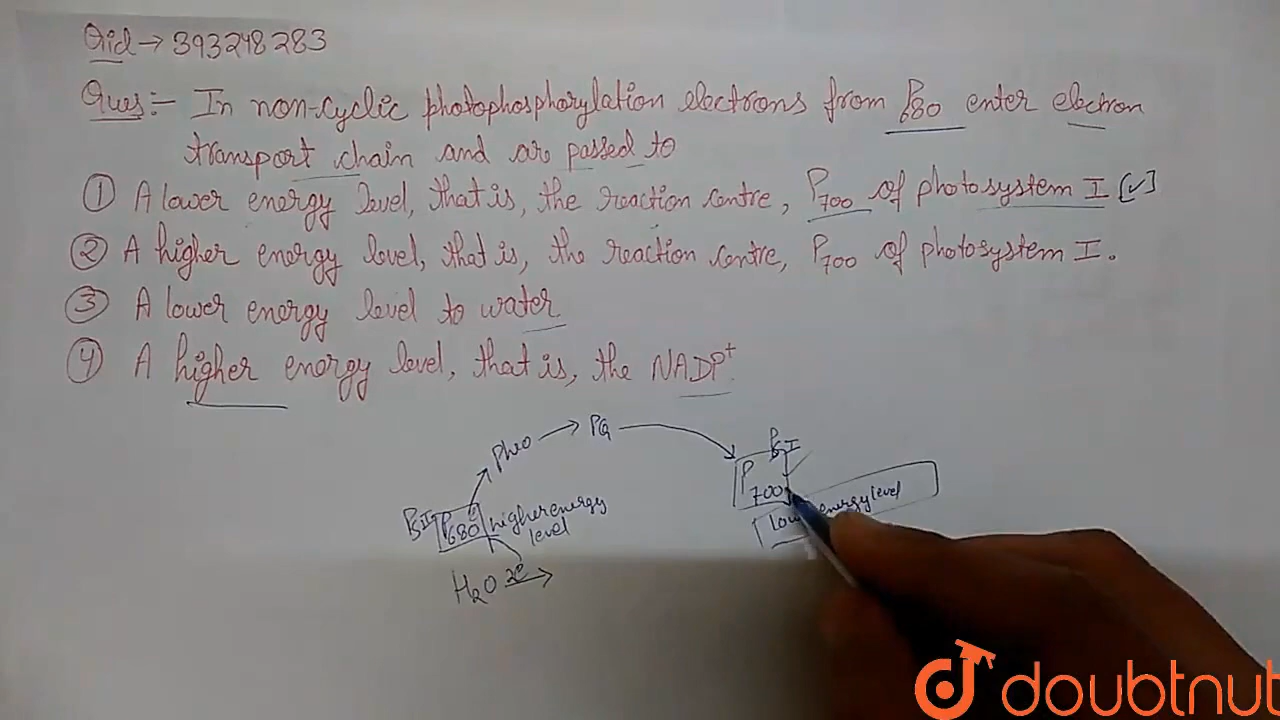 Qid → 393248283
Ques:- In non-cyclic photophosphorylation electrons from P680 enter electron
transport chain and are passed to
① A lower energy level, that is, the reaction centre, P700 of photosystem I [✓]
② A higher energy level, that is, the reaction centre, P700 of photosystem I.
③ A lower energy level to water.
④ A higher energy level, that is, the NADP+.
Pheo → PQ
PSI
P700
PSII P680 higher energy level
low energy level
H2O 2e →
doubtnut